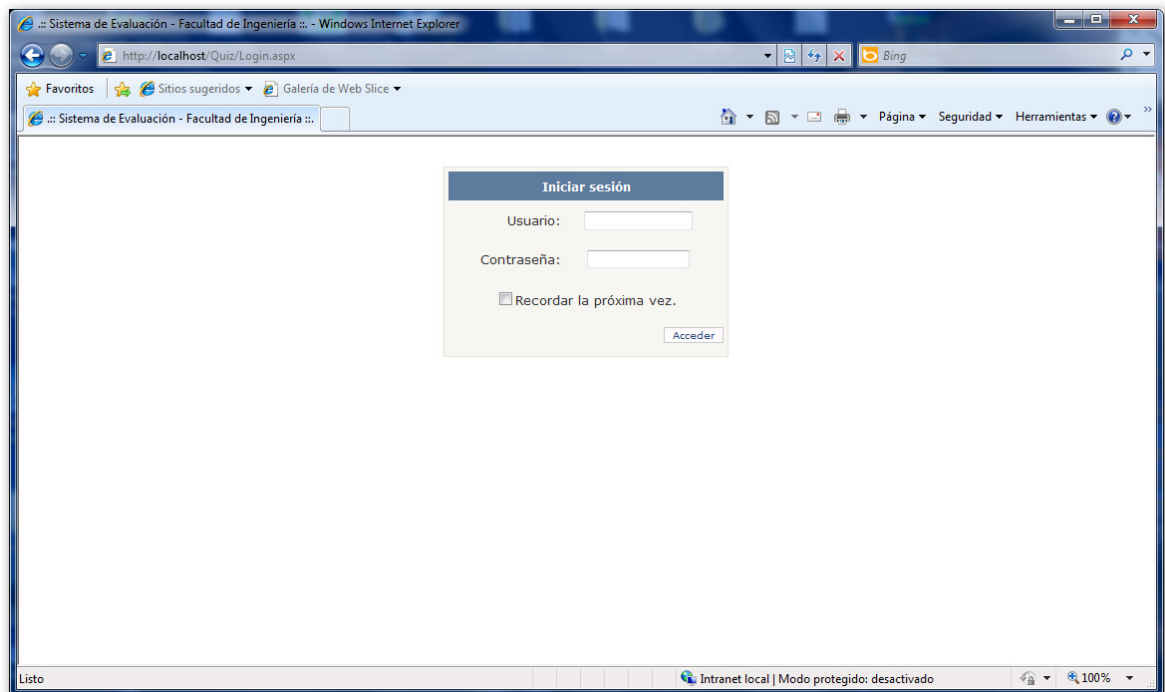 .:: Sistema de Evaluación - Facultad de Ingeniería ::. - Windows Internet Explorer
http://localhost/Quiz/Login.aspx
Bing
Favoritos
Sitios sugeridos
Galería de Web Slice
.:: Sistema de Evaluación - Facultad de Ingeniería ::.
Página
Seguridad
Herramientas
Iniciar sesión
Usuario:
Contraseña:
Recordar la próxima vez.
Acceder
Listo
Intranet local | Modo protegido: desactivado
100%